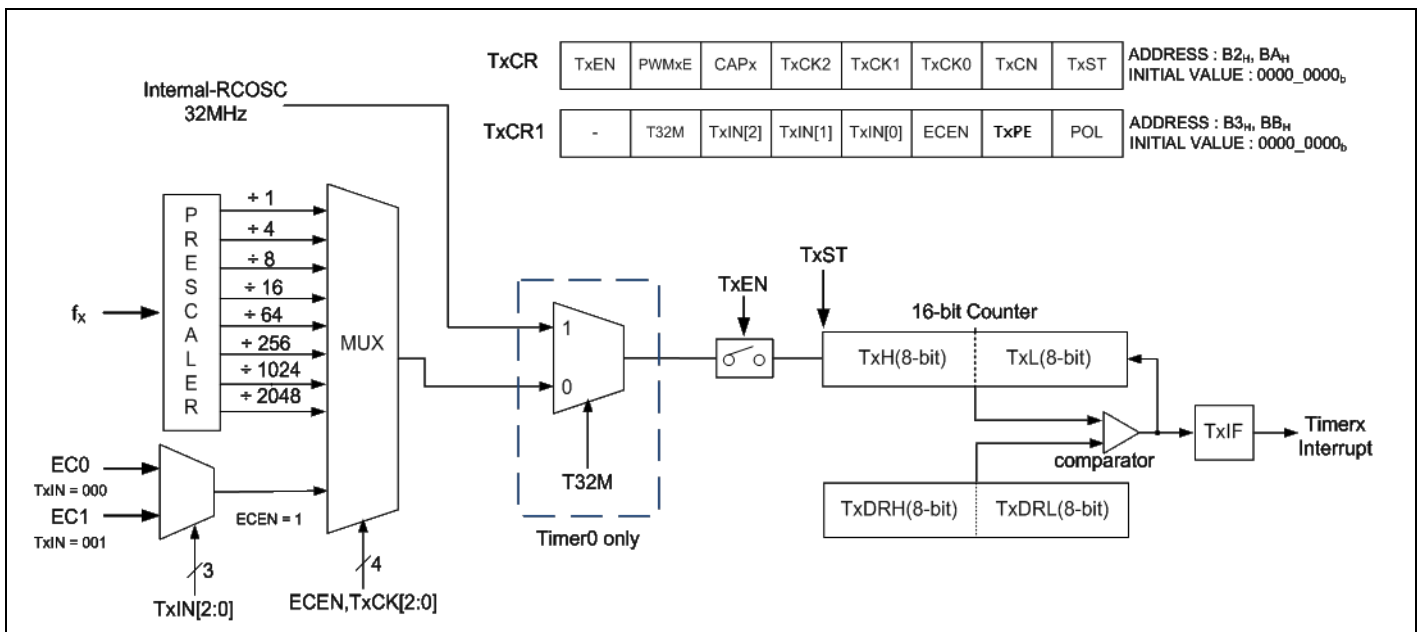 TxCR TxEN PWMxE CAPx TxCK2 TxCK1 TxCK0 TxCN TxST ADDRESS : B2H, BAH
INITIAL VALUE : 0000_0000b
Internal-RCOSC
32MHz
TxCR1 - T32M TxIN[2] TxIN[1] TxIN[0] ECEN TxPE POL ADDRESS : B3H, BBH
INITIAL VALUE : 0000_0000b
fx
PRESCALER
÷ 1
÷ 4
÷ 8
÷ 16
÷ 64
÷ 256
÷ 1024
÷ 2048
MUX
EC0
TxIN = 000
EC1
TxIN = 001
ECEN = 1
3
TxIN[2:0]
4
ECEN,TxCK[2:0]
1
0
T32M
Timer0 only
TxEN
TxST
16-bit Counter
TxH(8-bit) TxL(8-bit)
comparator
TxIF
Timerx
Interrupt
TxDRH(8-bit) TxDRL(8-bit)